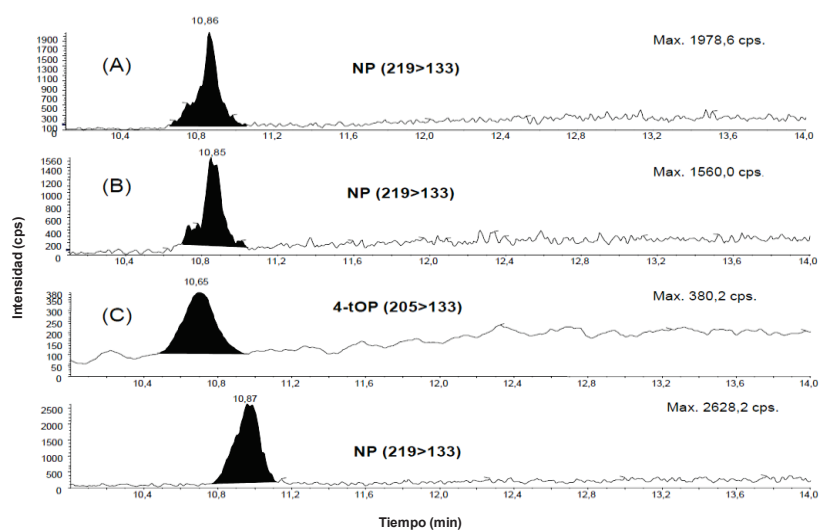 10,86
Max. 1978,6 cps.
(A)
NP (219>133)
1900
1700
1500
1300
1100
900
700
500
300
100
0
10,4 10,8 11,2 11,6 12,0 12,4 12,8 13,2 13,6 14,0
10,85
Max. 1560,0 cps.
(B)
NP (219>133)
1560
1400
1200
1000
800
600
400
200
0
10,4 10,8 11,2 11,6 12,0 12,4 12,8 13,2 13,6 14,0
Intensidad (cps)
10,65
Max. 380,2 cps.
(C)
4-tOP (205>133)
380
350
300
250
200
150
100
50
0
10,4 10,8 11,2 11,6 12,0 12,4 12,8 13,2 13,6 14,0
10,87
Max. 2628,2 cps.
NP (219>133)
2500
2000
1500
1000
500
0
10,4 10,8 11,2 11,6 12,0 12,4 12,8 13,2 13,6 14,0
Tiempo (min)